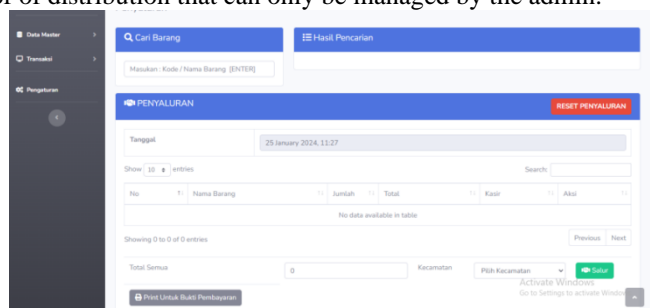 of distribution that can only be managed by the admin.
Data Master
Transaksi
Pengaturan
Cari Barang
Masukan : Kode / Nama Barang [ENTER]
Hasil Pencarian
PENYALURAN
RESET PENYALURAN
Tanggal
25 January 2024, 11:27
Show 10 entries
Search:
No Nama Barang Jumlah Total Kasir Aksi
No data available in table
Showing 0 to 0 of 0 entries
Previous Next
Total Semua 0 Kecamatan Pilih Kecamatan Salur
Print Untuk Bukti Pembayaran
Activate Windows
Go to Settings to activate Windows